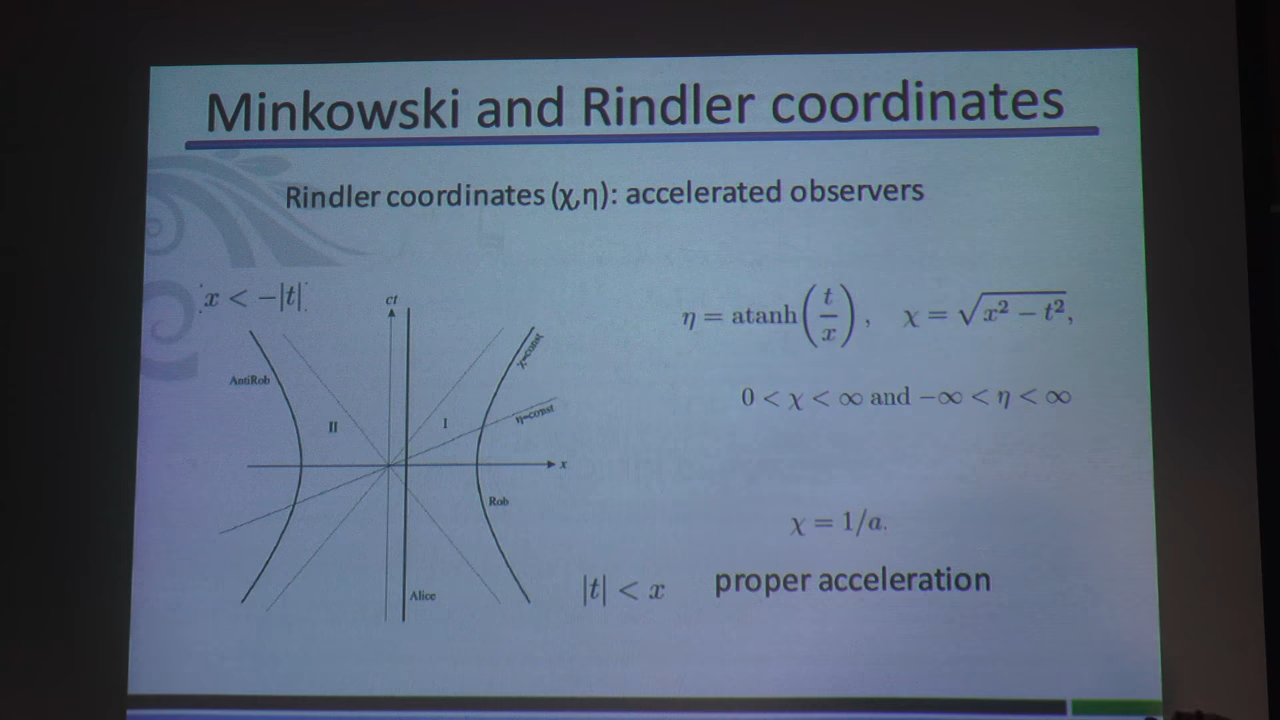 Minkowski and Rindler coordinates
Rindler coordinates (χ,η): accelerated observers
x < −|t|
ct
η = atanh(t/x), χ = √x² − t²,
χ=const
AntiRob
0 < χ < ∞ and −∞ < η < ∞
η=const
II
I
x
Rob
χ = 1/a.
|t| < x
proper acceleration
Alice